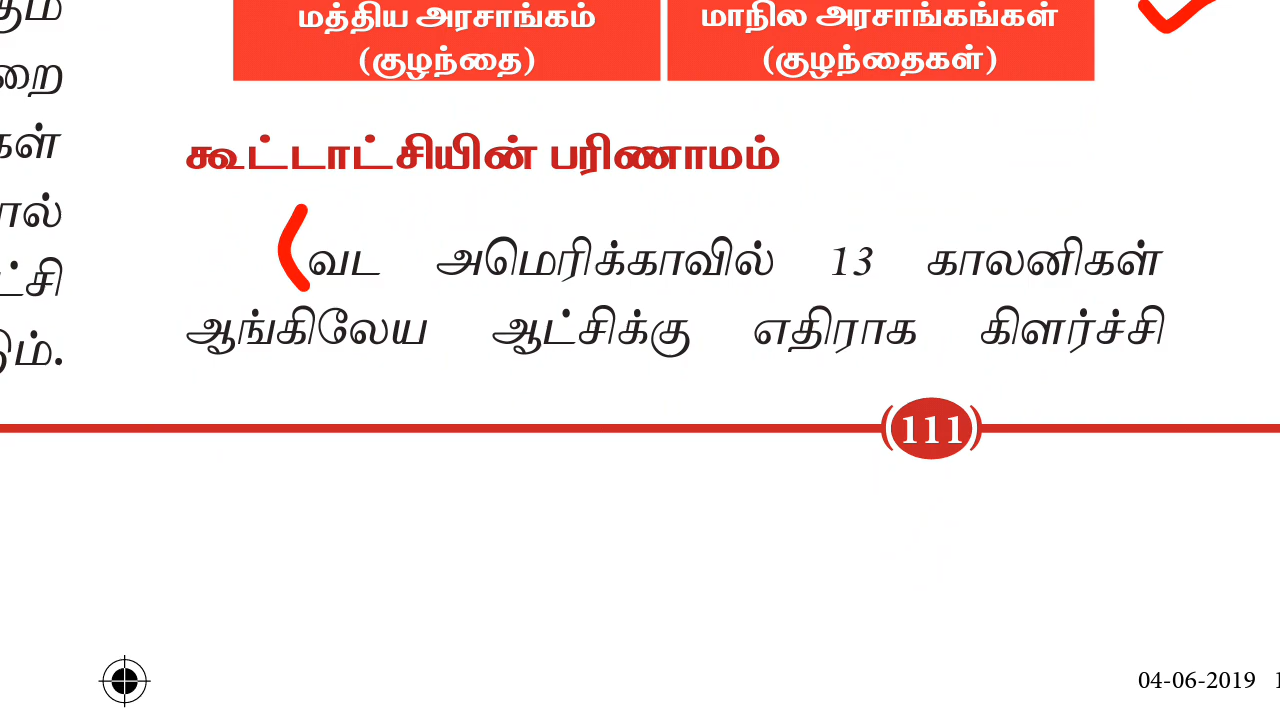 மத்திய அரசாங்கம்
(குழந்தை)
மாநில அரசாங்கங்கள்
(குழந்தைகள்)
றை
கள்
ால்
ட்சி
கூட்டாட்சியின் பரிணாமம்
வட அமெரிக்காவில் 13 காலனிகள்
ஆங்கிலேய ஆட்சிக்கு எதிராக கிளர்ச்சி
111
04-06-2019